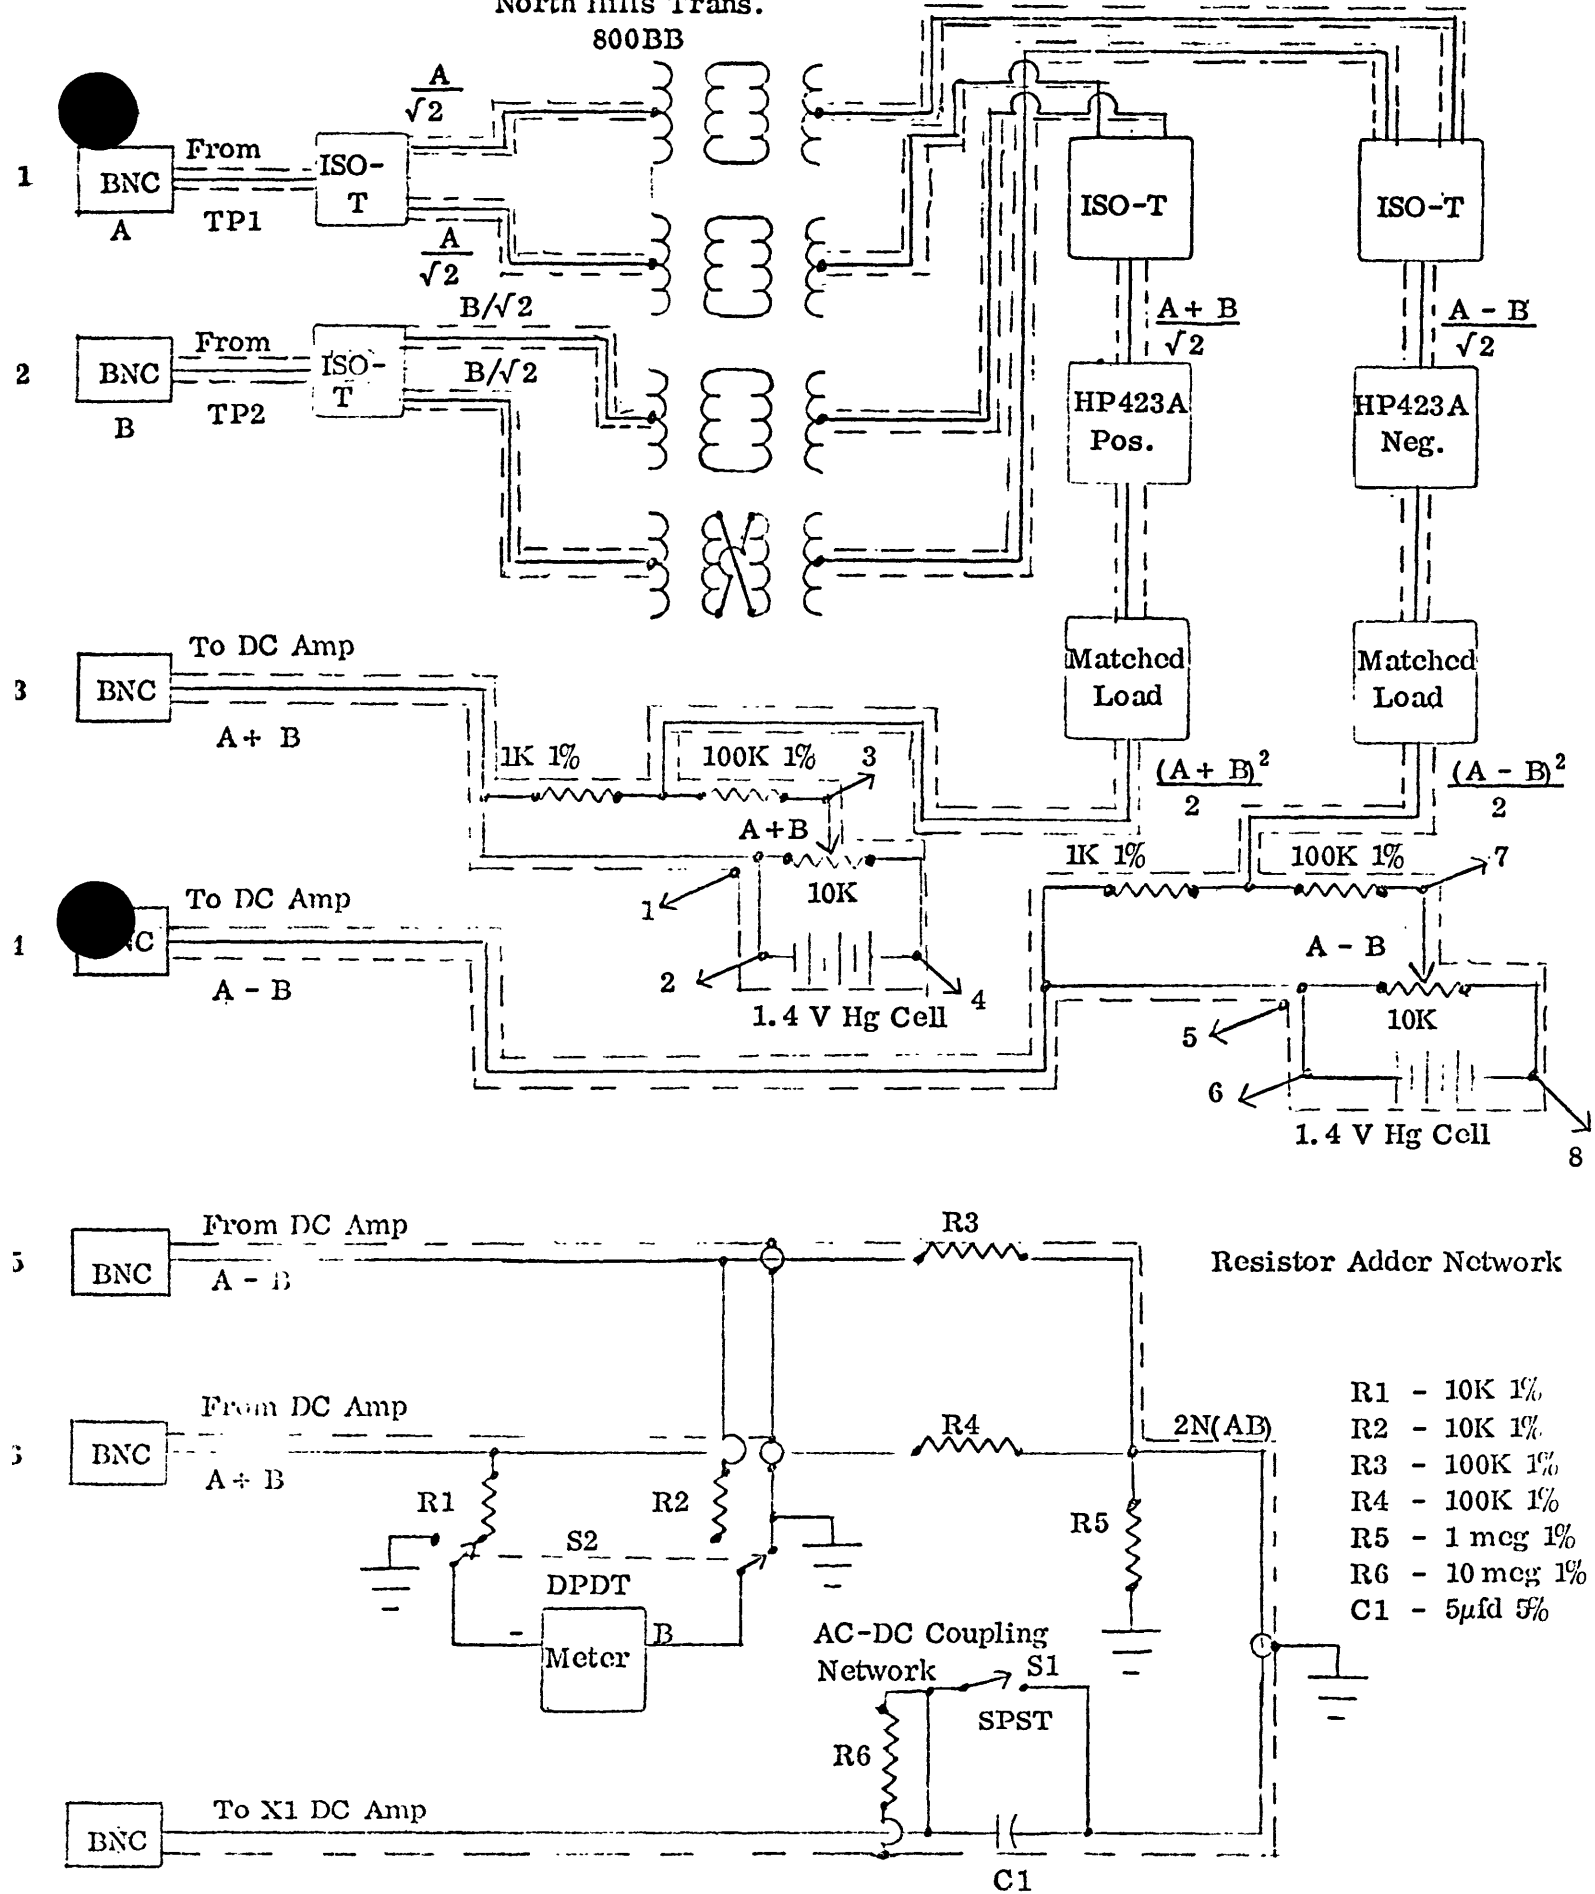 North Hills Trans.
800BB
A
√2
1
BNC
From
TP1
A
ISO-
T
A
√2
ISO-T
ISO-T
B/√2
2
BNC
From
TP2
B
ISO-
T
B/√2
A + B
√2
A - B
√2
HP423A
Pos.
HP423A
Neg.
3
BNC
To DC Amp
A + B
Matched
Load
Matched
Load
1K 1%
100K 1%
3
(A + B)²
2
(A - B)²
2
A+B
10K
1
2
4
1.4 V Hg Cell
1K 1%
100K 1%
7
To DC Amp
A - B
A - B
10K
5
6
8
1.4 V Hg Cell
5
BNC
From DC Amp
A - B
R3
Resistor Adder Network
BNC
From DC Amp
A + B
R4
2N(AB)
R1
R2
R5
S2
DPDT
-
Meter
B
R1 - 10K 1%
R2 - 10K 1%
R3 - 100K 1%
R4 - 100K 1%
R5 - 1 meg 1%
R6 - 10 meg 1%
C1 - 5µfd 5%
AC-DC Coupling
Network
S1
SPST
R6
BNC
To X1 DC Amp
C1